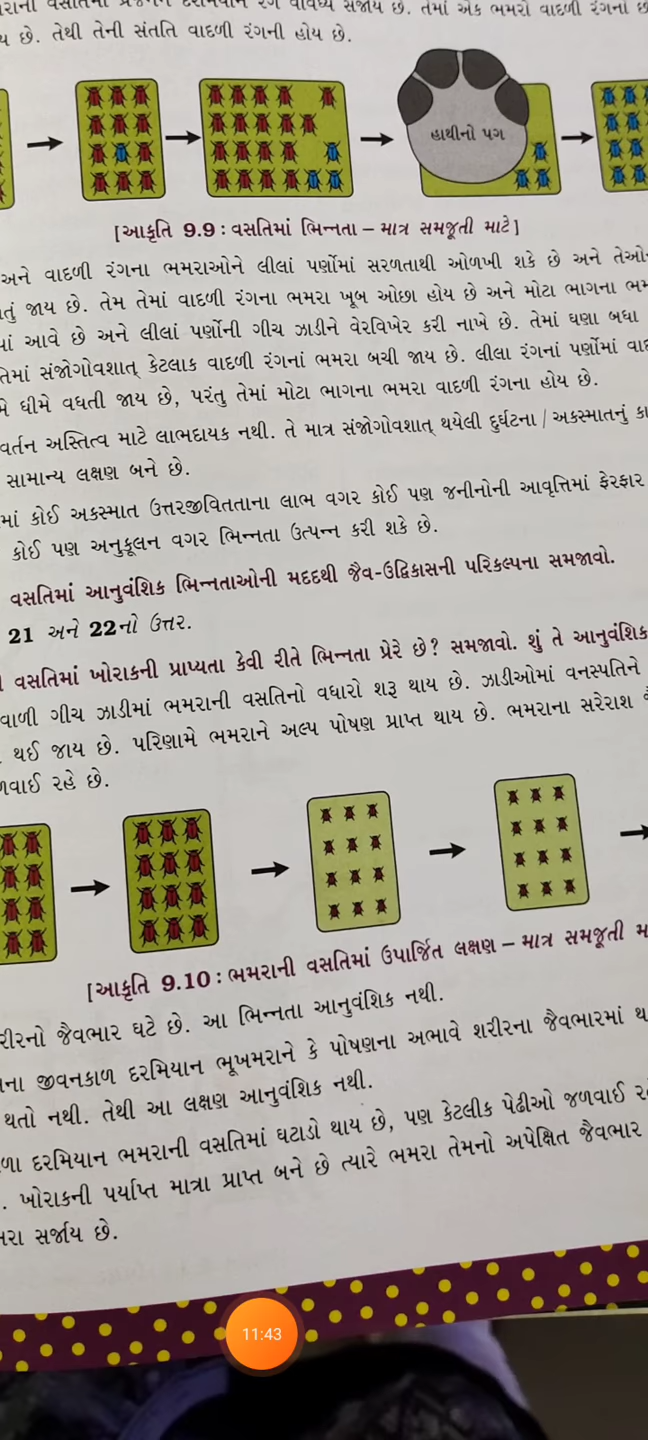 વસતિમાં પ્રજનન દરમિયાન રંગ વૈવિધ્ય સર્જાય છે. તેમાં એક ભમરો વાદળી રંગનો
છે. તેથી તેની સંતતિ વાદળી રંગની હોય છે.
હાથીનો પગ
[આકૃતિ 9.9 : વસતિમાં ભિન્નતા – માત્ર સમજૂતી માટે]
અને વાદળી રંગના ભમરાઓને લીલાં પર્ણોમાં સરળતાથી ઓળખી શકે છે અને
જાય છે. તેમ તેમાં વાદળી રંગના ભમરા ખૂબ ઓછા હોય છે અને મોટા ભાગના
આવે છે અને લીલાં પર્ણોની ગીચ ઝાડીને વેરવિખેર કરી નાખે છે. તેમાં ઘણા બધા
સંજોગોવશાત્ કેટલાક વાદળી રંગનાં ભમરા બચી જાય છે. લીલા રંગનાં પર્ણોમાં
ધીમે વધતી જાય છે, પરંતુ તેમાં મોટા ભાગના ભમરા વાદળી રંગના હોય છે.
અસ્તિત્વ માટે લાભદાયક નથી. તે માત્ર સંજોગોવશાત્ થયેલી દુર્ઘટના / અકસ્માતનું
સામાન્ય લક્ષણ બને છે.
કોઈ અકસ્માત ઉત્તરજીવિતતાના લાભ વગર કોઈ પણ જનીનોની આવૃત્તિમાં ફેરફાર
કોઈ પણ અનુકૂલન વગર ભિન્નતા ઉત્પન્ન કરી શકે છે.
વસતિમાં આનુવંશિક ભિન્નતાઓની મદદથી જૈવ-ઉદ્વિકાસની પરિકલ્પના સમજાવો.
21 અને 22નો ઉત્તર.
વસતિમાં ખોરાકની પ્રાપ્યતા કેવી રીતે ભિન્નતા પ્રેરે છે? સમજાવો. શું તે આનુવંશિક
ગીચ ઝાડીમાં ભમરાની વસતિનો વધારો શરૂ થાય છે. ઝાડીઓમાં વનસ્પતિને
થઈ જાય છે. પરિણામે ભમરાને અલ્પ પોષણ પ્રાપ્ત થાય છે. ભમરાના સરેરાશ
રહે છે.
[આકૃતિ 9.10 : ભમરાની વસતિમાં ઉપાર્જિત લક્ષણ – માત્ર સમજૂતી
જૈવભાર ઘટે છે. આ ભિન્નતા આનુવંશિક નથી.
જીવનકાળ દરમિયાન ભૂખમરાને કે પોષણના અભાવે શરીરના જૈવભારમાં
થતો નથી. તેથી આ લક્ષણ આનુવંશિક નથી.
દરમિયાન ભમરાની વસતિમાં ઘટાડો થાય છે, પણ કેટલીક પેઢીઓ જળવાઈ
ખોરાકની પર્યાપ્ત માત્રા પ્રાપ્ત બને છે ત્યારે ભમરા તેમનો અપેક્ષિત જૈવભાર
સર્જાય છે.
11:43